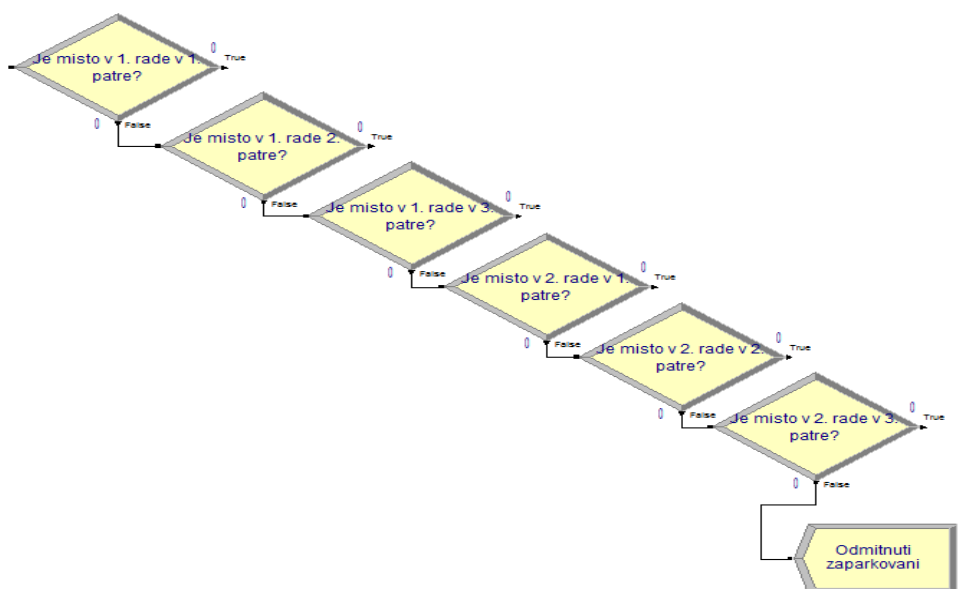 0
True
Je misto v 1. rade v 1.
patre?
0
False
0
True
Je misto v 1. rade 2.
patre?
0
False
0
True
Je misto v 1. rade v 3.
patre?
0
False
0
True
Je misto v 2. rade v 1.
patre?
0
False
0
True
Je misto v 2. rade v 2.
patre?
0
False
0
True
Je misto v 2. rade v 3.
patre?
0
False
Odmitnuti
zaparkovani